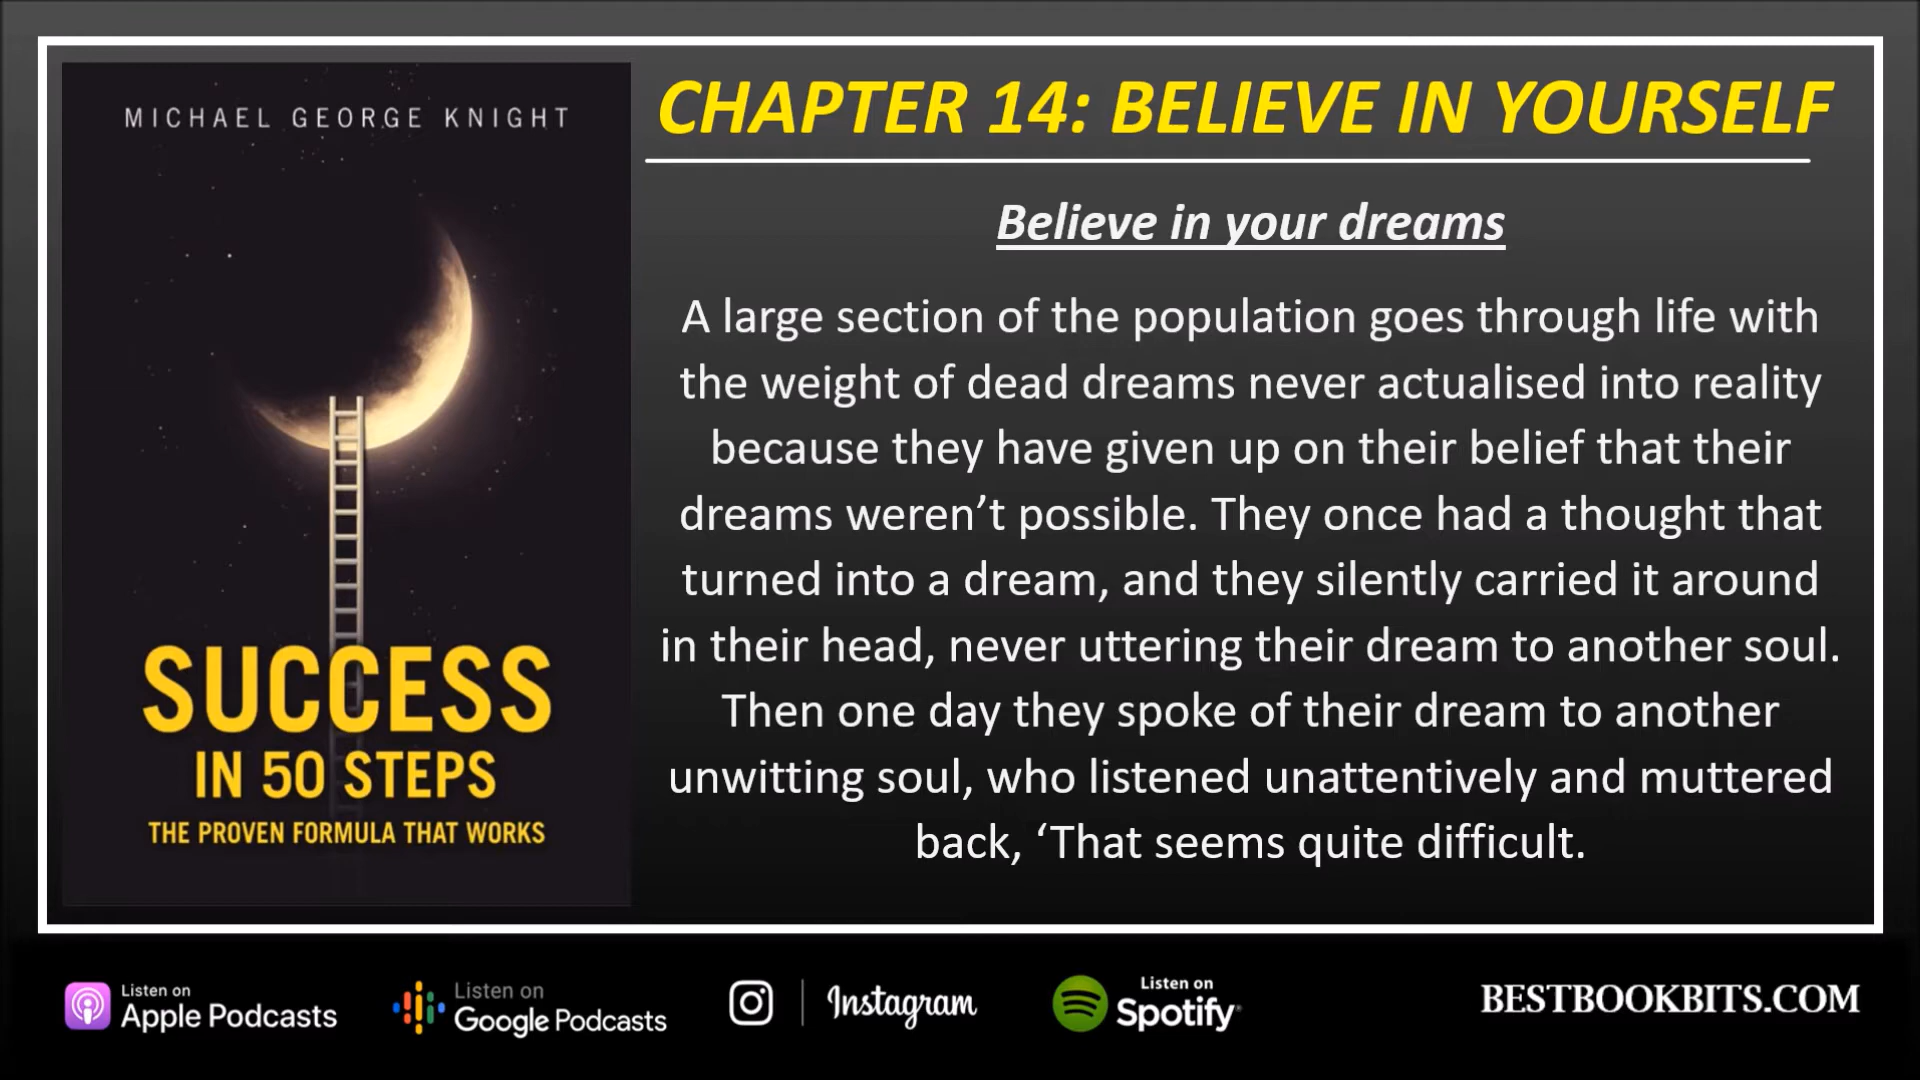 MICHAEL GEORGE KNIGHT
SUCCESS
IN 50 STEPS
THE PROVEN FORMULA THAT WORKS
CHAPTER 14: BELIEVE IN YOURSELF
Believe in your dreams
A large section of the population goes through life with
the weight of dead dreams never actualised into reality
because they have given up on their belief that their
dreams weren’t possible. They once had a thought that
turned into a dream, and they silently carried it around
in their head, never uttering their dream to another soul.
Then one day they spoke of their dream to another
unwitting soul, who listened unattentively and muttered
back, ‘That seems quite difficult.
Listen on
Apple Podcasts
Listen on
Google Podcasts
Instagram
Listen on
Spotify
BESTBOOKBITS.COM